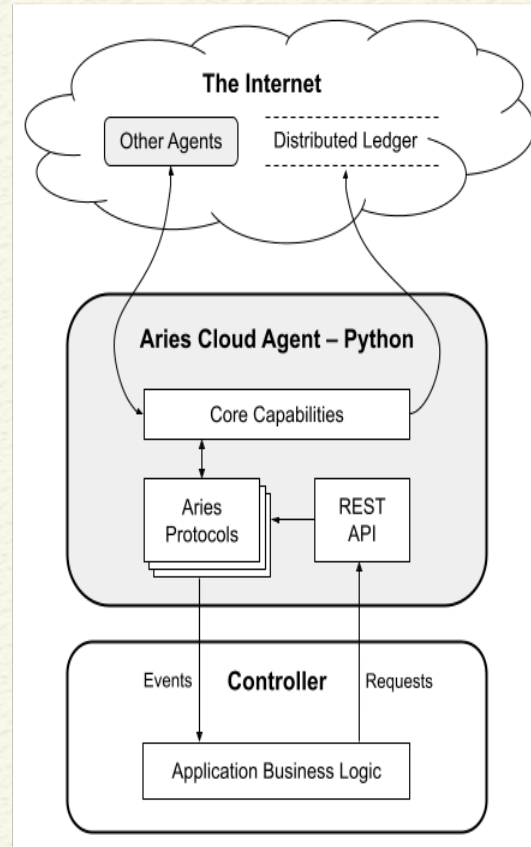 The Internet
Other Agents
Distributed Ledger
Aries Cloud Agent – Python
Core Capabilities
Aries
Protocols
REST
API
Events
Controller
Requests
Application Business Logic